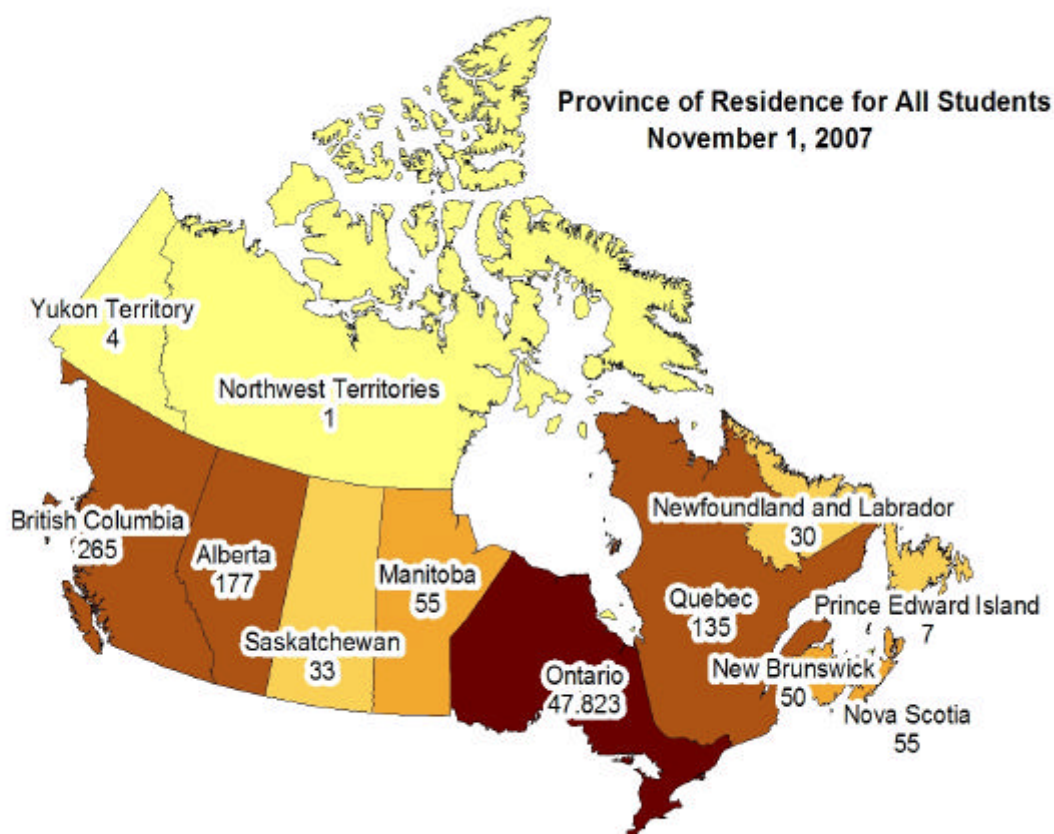 Province of Residence for All Students
November 1, 2007
Yukon Territory
4
Northwest Territories
1
British Columbia
265
Alberta
177
Saskatchewan
33
Manitoba
55
Ontario
47.823
Quebec
135
Newfoundland and Labrador
30
Prince Edward Island
7
New Brunswick
50
Nova Scotia
55